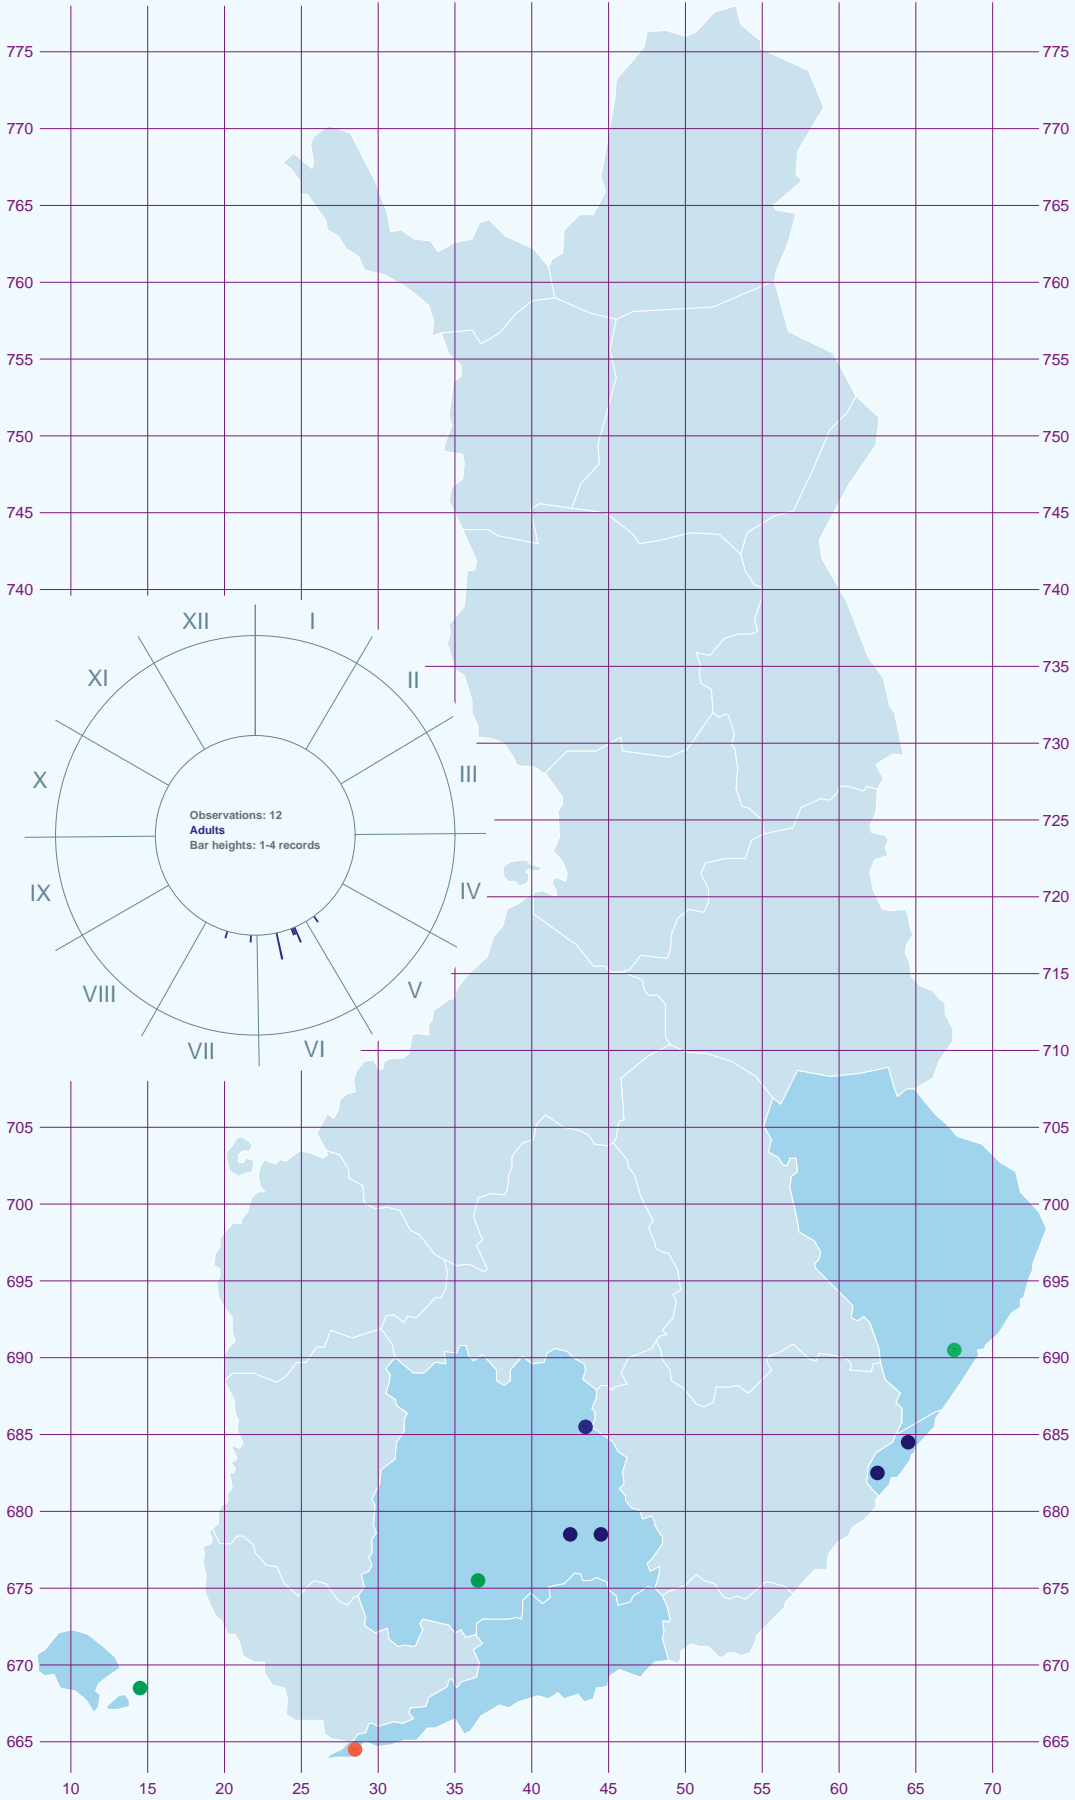 775 775
770 770
765 765
760 760
755 755
750 750
745 745
740 740
XII I
XI II
735
730
X III
725
Observations: 12
Adults
Bar heights: 1-4 records
IX IV
720
VIII V
715
VII VI
710
705 705
700 700
695 695
690 690
685 685
680 680
675 675
670 670
665 665
10 15 20 25 30 35 40 45 50 55 60 65 70